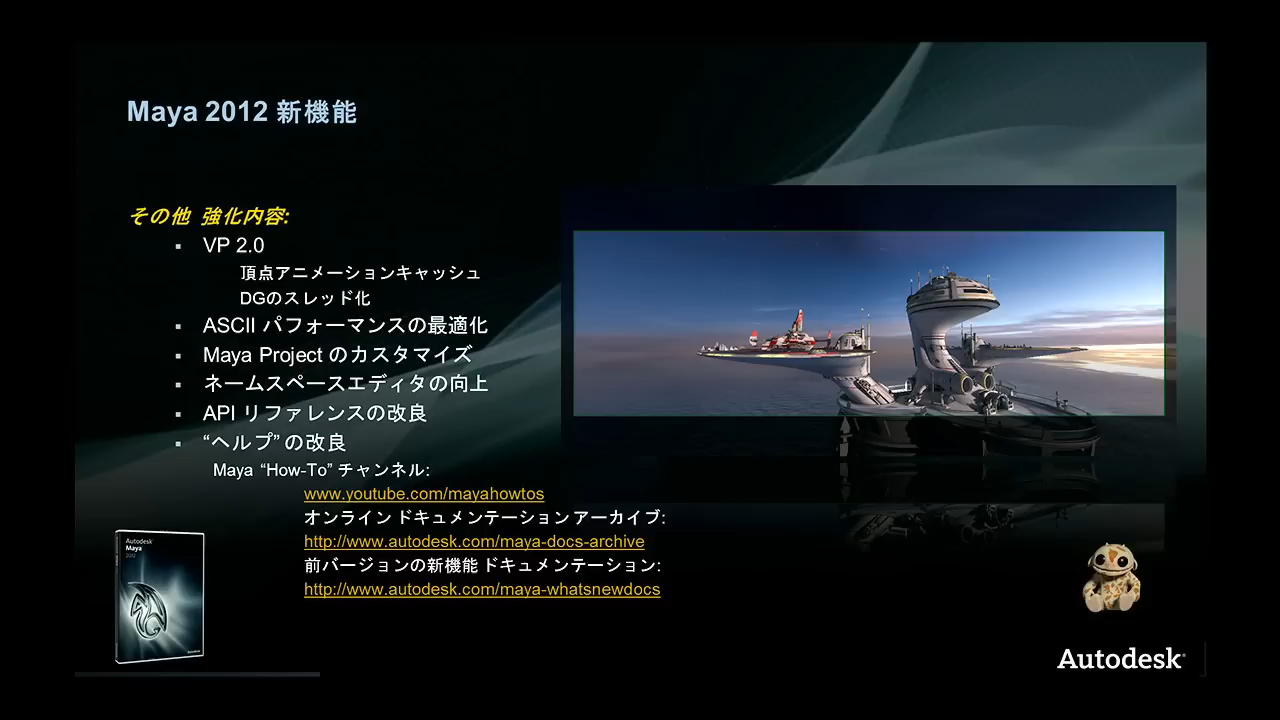 Maya 2012 新機能
その他 強化内容:
▪ VP 2.0
頂点アニメーションキャッシュ
DGのスレッド化
▪ ASCII パフォーマンスの最適化
▪ Maya Project のカスタマイズ
▪ ネームスペースエディタの向上
▪ API リファレンスの改良
▪ “ヘルプ” の改良
Maya “How-To” チャンネル:
www.youtube.com/mayahowtos
オンラインドキュメンテーションアーカイブ:
http://www.autodesk.com/maya-docs-archive
前バージョンの新機能 ドキュメンテーション:
http://www.autodesk.com/maya-whatsnewdocs
Autodesk
Maya
2012
Autodesk